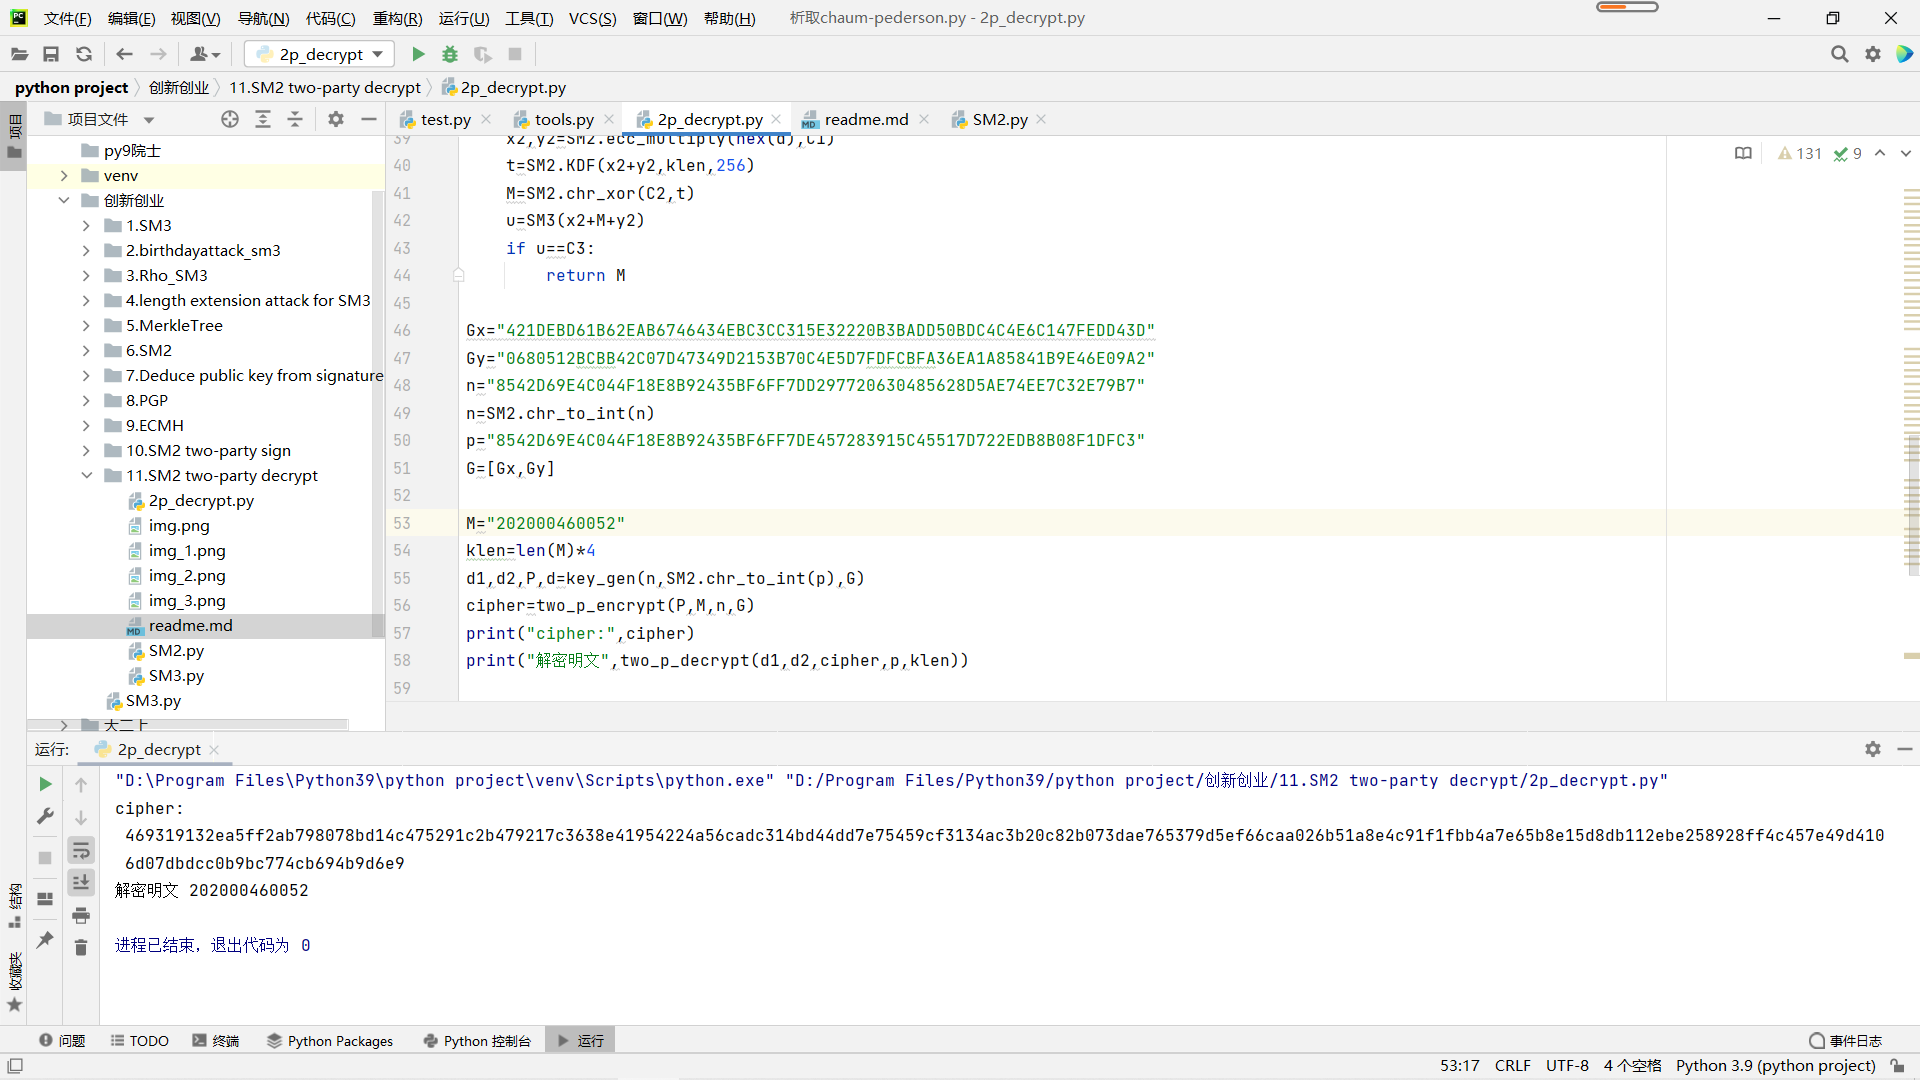 文件(F) 编辑(E) 视图(V) 导航(N) 代码(C) 重构(R) 运行(U) 工具(T) VCS(S) 窗口(W) 帮助(H) 析取chaum-pederson.py - 2p_decrypt.py
2p_decrypt
python project 创新创业 11.SM2 two-party decrypt 2p_decrypt.py
项目
项目文件
py9院士
venv
创新创业
1.SM3
2.birthdayattack_sm3
3.Rho_SM3
4.length extension attack for SM3
5.MerkleTree
6.SM2
7.Deduce public key from signature
8.PGP
9.ECMH
10.SM2 two-party sign
11.SM2 two-party decrypt
2p_decrypt.py
img.png
img_1.png
img_2.png
img_3.png
readme.md
SM2.py
SM3.py
SM3.py
大二上
test.py tools.py 2p_decrypt.py readme.md SM2.py
131 9
39 x2,y2=SM2.ecc_multiply(hex(d),C1)
40 t=SM2.KDF(x2+y2,klen,256)
41 M=SM2.chr_xor(C2,t)
42 u=SM3(x2+M+y2)
43 if u==C3:
44 return M
45
46 Gx="421DEBD61B62EAB6746434EBC3CC315E32220B3BADD50BDC4C4E6C147FEDD43D"
47 Gy="0680512BCBB42C07D47349D2153B70C4E5D7FDFCBFA36EA1A85841B9E46E09A2"
48 n="8542D69E4C044F18E8B92435BF6FF7DD297720630485628D5AE74EE7C32E79B7"
49 n=SM2.chr_to_int(n)
50 p="8542D69E4C044F18E8B92435BF6FF7DE457283915C45517D722EDB8B08F1DFC3"
51 G=[Gx,Gy]
52
53 M="202000460052"
54 klen=len(M)*4
55 d1,d2,P,d=key_gen(n,SM2.chr_to_int(p),G)
56 cipher=two_p_encrypt(P,M,n,G)
57 print("cipher:",cipher)
58 print("解密明文",two_p_decrypt(d1,d2,cipher,p,klen))
59
运行: 2p_decrypt
"D:\Program Files\Python39\python project\venv\Scripts\python.exe" "D:/Program Files/Python39/python project/创新创业/11.SM2 two-party decrypt/2p_decrypt.py"
cipher:
469319132ea5ff2ab798078bd14c475291c2b479217c3638e41954224a56cadc314bd44dd7e75459cf3134ac3b20c82b073dae765379d5ef66caa026b51a8e4c91f1fbb4a7e65b8e15d8db112ebe258928ff4c457e49d410
6d07dbdcc0b9bc774cb694b9d6e9
解密明文 202000460052
进程已结束，退出代码为 0
结构
收藏夹
问题 TODO 终端 Python Packages Python 控制台 运行 事件日志
53:17 CRLF UTF-8 4 个空格 Python 3.9 (python project)